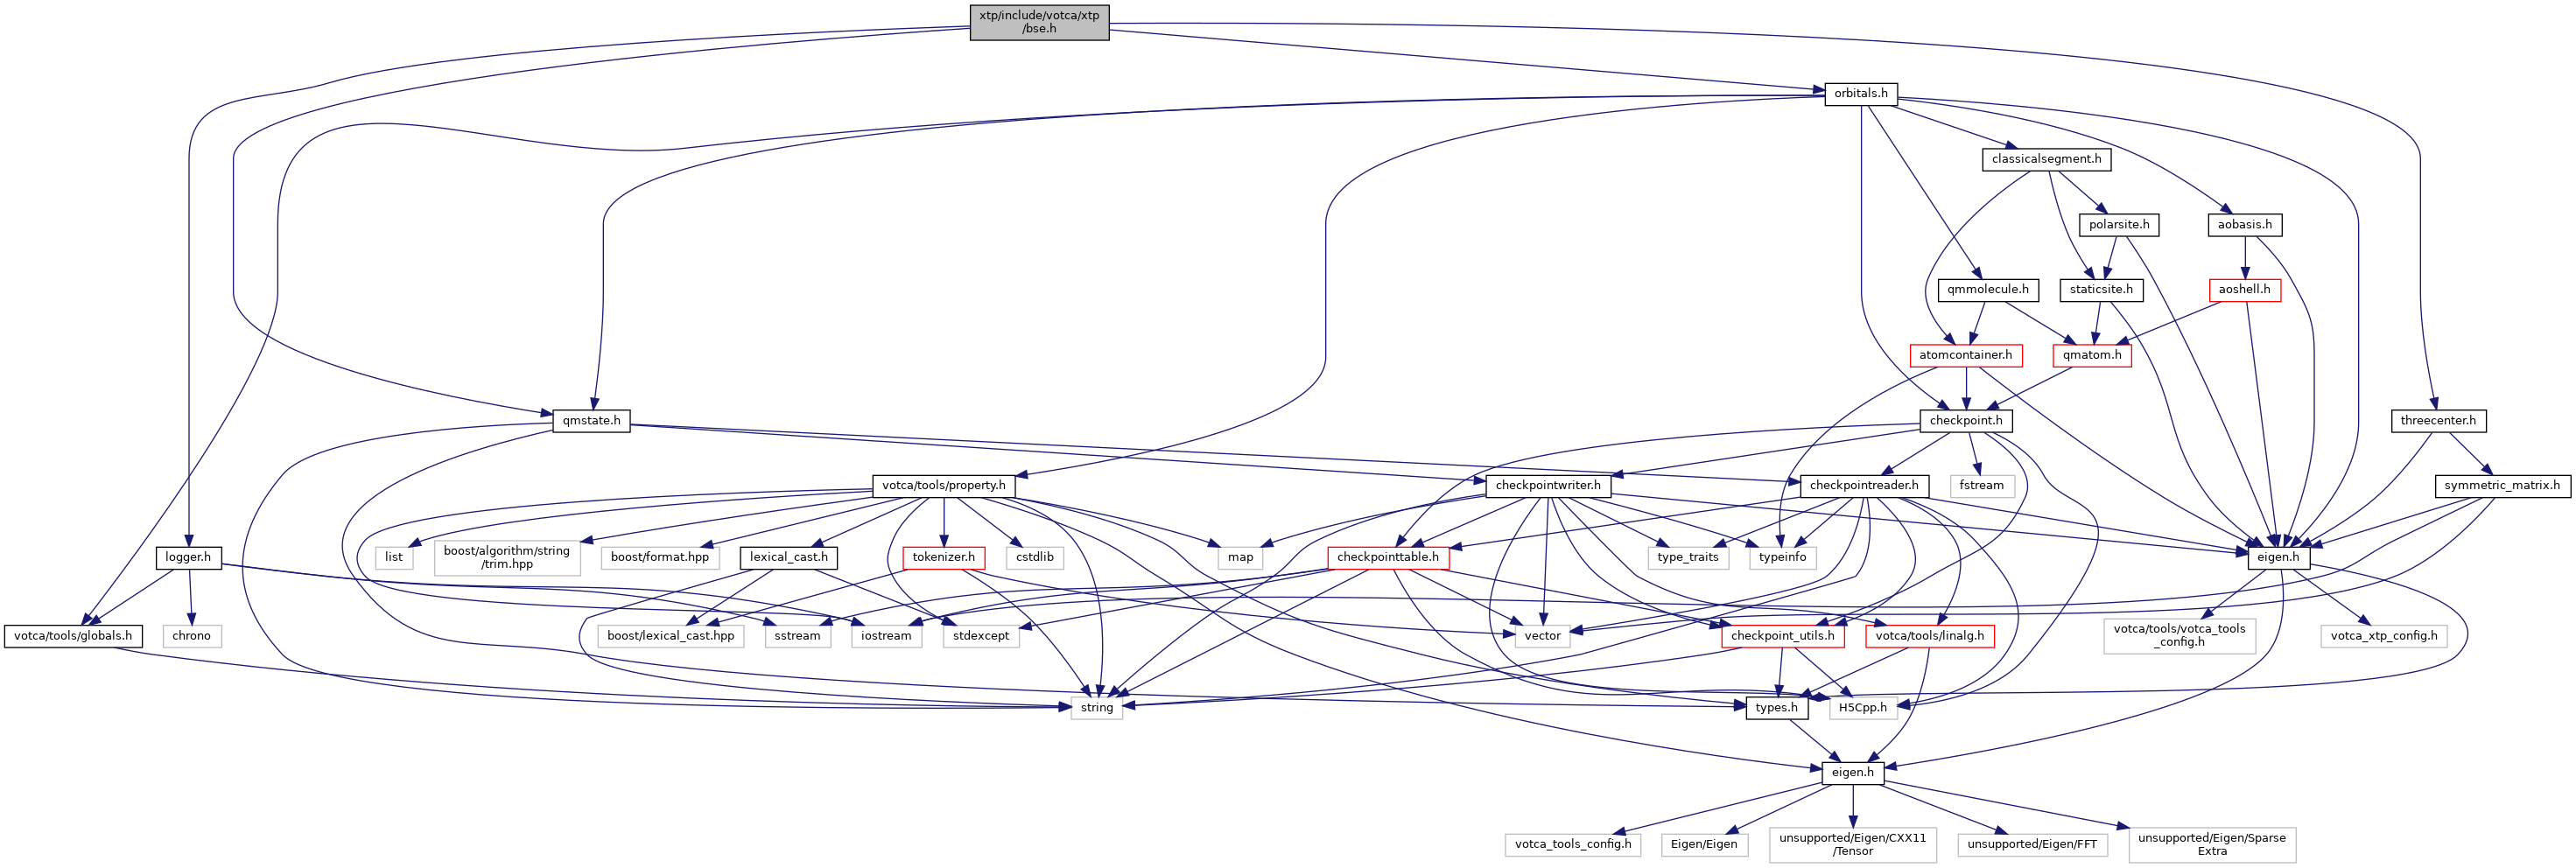 xtp/include/votca/xtp
/bse.h
orbitals.h
classicalsegment.h
polarsite.h
aobasis.h
qmmolecule.h
staticsite.h
aoshell.h
atomcontainer.h
qmatom.h
qmstate.h
checkpoint.h
threecenter.h
votca/tools/property.h
checkpointwriter.h
checkpointreader.h
fstream
symmetric_matrix.h
logger.h
list
boost/algorithm/string
/trim.hpp
boost/format.hpp
lexical_cast.h
tokenizer.h
cstdlib
map
checkpointtable.h
type_traits
typeinfo
eigen.h
votca/tools/globals.h
chrono
boost/lexical_cast.hpp
sstream
iostream
stdexcept
vector
checkpoint_utils.h
votca/tools/linalg.h
votca/tools/votca_tools
_config.h
votca_xtp_config.h
string
types.h
H5Cpp.h
eigen.h
votca_tools_config.h
Eigen/Eigen
unsupported/Eigen/CXX11
/Tensor
unsupported/Eigen/FFT
unsupported/Eigen/Sparse
Extra